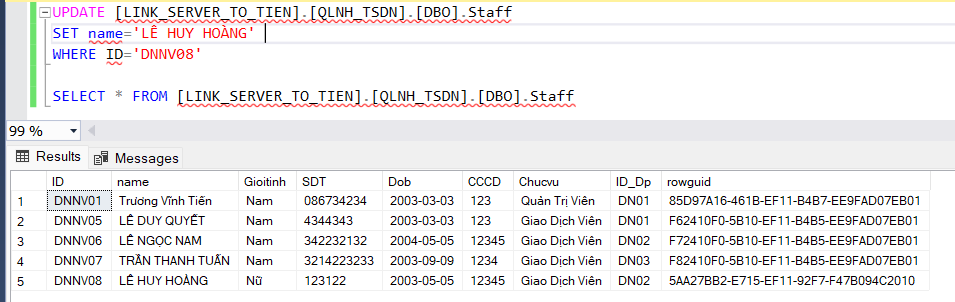 UPDATE [LINK_SERVER_TO_TIEN].[QLNH_TSDN].[DBO].Staff
SET name='LÊ HUY HOÀNG'
WHERE ID='DNNV08'
SELECT * FROM [LINK_SERVER_TO_TIEN].[QLNH_TSDN].[DBO].Staff
99 %
Results Messages
ID name Gioitinh SDT Dob CCCD Chucvu ID_Dp rowguid
1 DNNV01 Trương Vĩnh Tiến Nam 086734234 2003-03-03 123 Quản Trị Viên DN01 85D97A16-461B-EF11-B4B7-EE9FAD07EB01
2 DNNV05 LÊ DUY QUYẾT Nam 4344343 2003-03-03 123 Giao Dịch Viên DN01 F62410F0-5B10-EF11-B4B5-EE9FAD07EB01
3 DNNV06 LÊ NGỌC NAM Nam 342232132 2004-05-05 12345 Giao Dịch Viên DN02 F72410F0-5B10-EF11-B4B5-EE9FAD07EB01
4 DNNV07 TRẦN THANH TUẤN Nam 3214223233 2003-09-09 1234 Giao Dịch Viên DN03 F82410F0-5B10-EF11-B4B5-EE9FAD07EB01
5 DNNV08 LÊ HUY HOÀNG Nữ 123122 2024-05-05 12345 Giao Dịch Viên DN02 5AA27BB2-E715-EF11-92F7-F47B094C2010